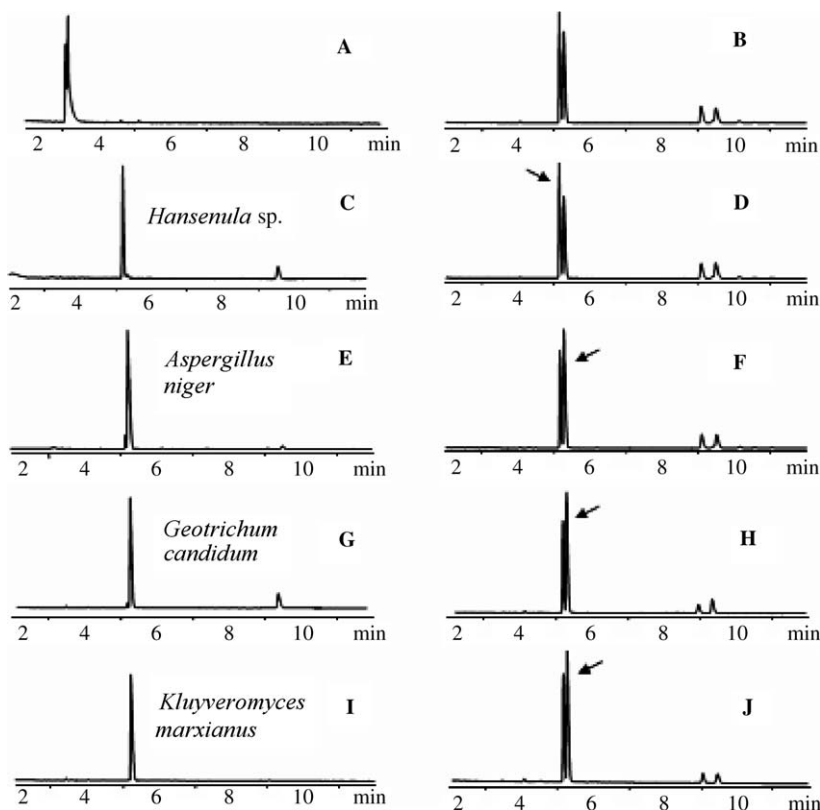 A
2 4 6 8 10 min
B
2 4 6 8 10 min
C
Hansenula sp.
2 4 6 8 10 min
D
2 4 6 8 10 min
E
Aspergillus
niger
2 4 6 8 10 min
F
2 4 6 8 10 min
G
Geotrichum
candidum
2 4 6 8 10 min
H
2 4 6 8 10 min
I
Kluyveromyces
marxianus
2 4 6 8 10 min
J
2 4 6 8 10 min